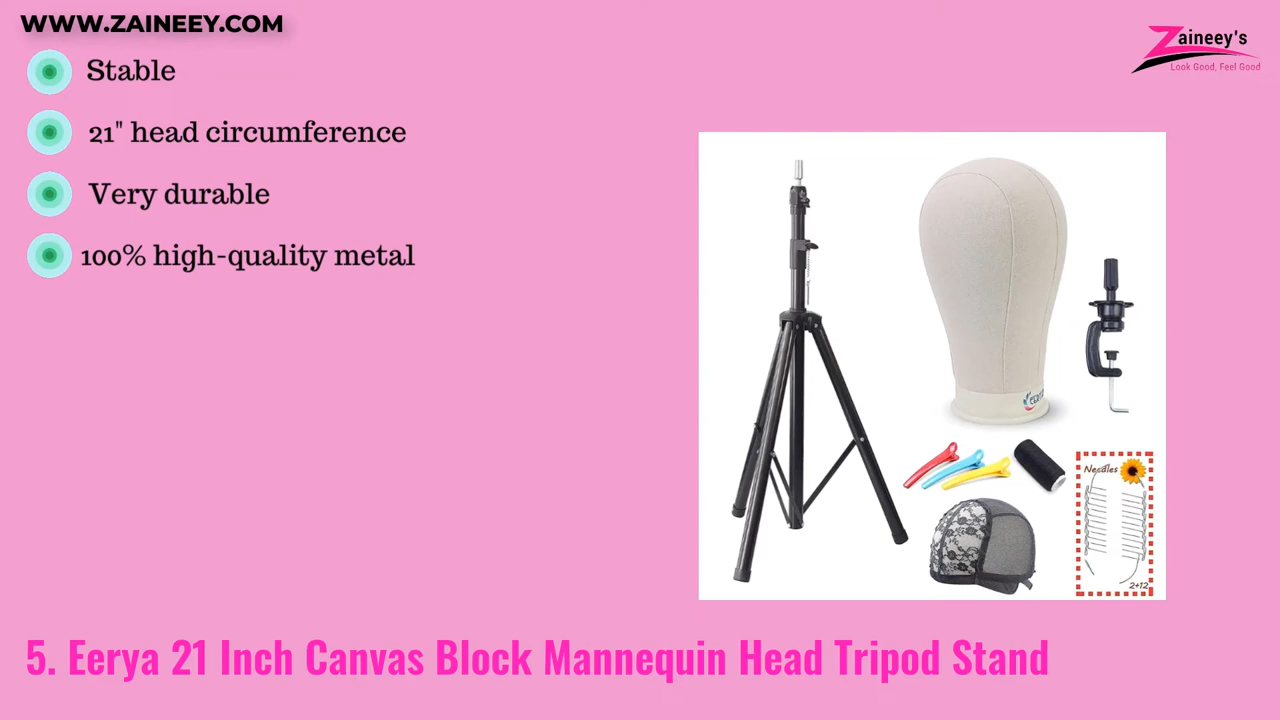 WWW.ZAINEEY.COM
Zaineey's
Look Good, Feel Good
Stable
21" head circumference
Very durable
100% high-quality metal
Needles
2+12
5. Eerya 21 Inch Canvas Block Mannequin Head Tripod Stand